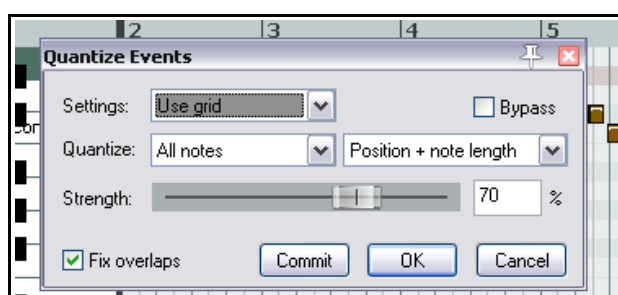 2 3 4 5
Quantize Events
Settings: Use grid Bypass
Quantize: All notes Position + note length
Strength: 70 %
Fix overlaps Commit OK Cancel